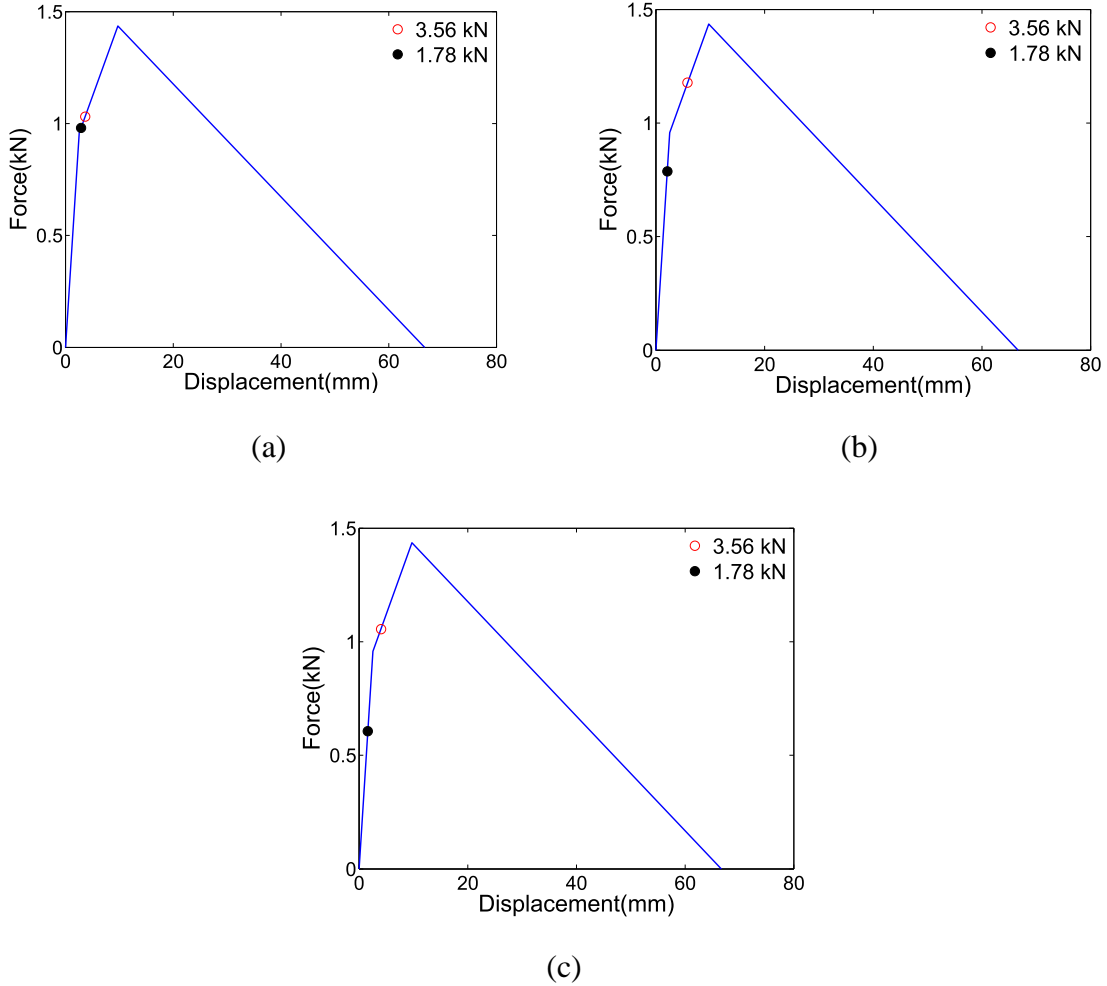 1.5
3.56 kN
1.78 kN
1
Force(kN)
0.5
0
0 20 40 60 80
Displacement(mm)
(a)
1.5
3.56 kN
1.78 kN
1
Force(kN)
0.5
0
0 20 40 60 80
Displacement(mm)
(b)
1.5
3.56 kN
1.78 kN
1
Force(kN)
0.5
0
0 20 40 60 80
Displacement(mm)
(c)